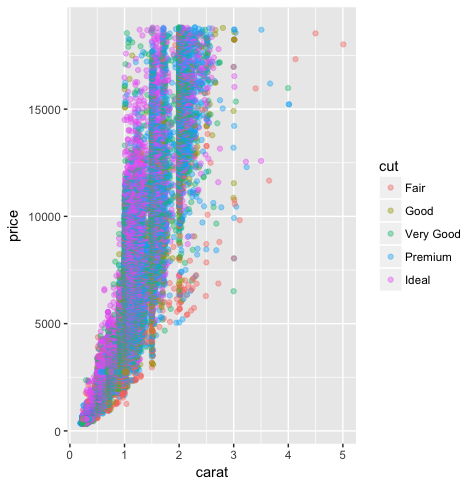 15000
10000
5000
0
price
0
1
2
3
4
5
carat
cut
Fair
Good
Very Good
Premium
Ideal